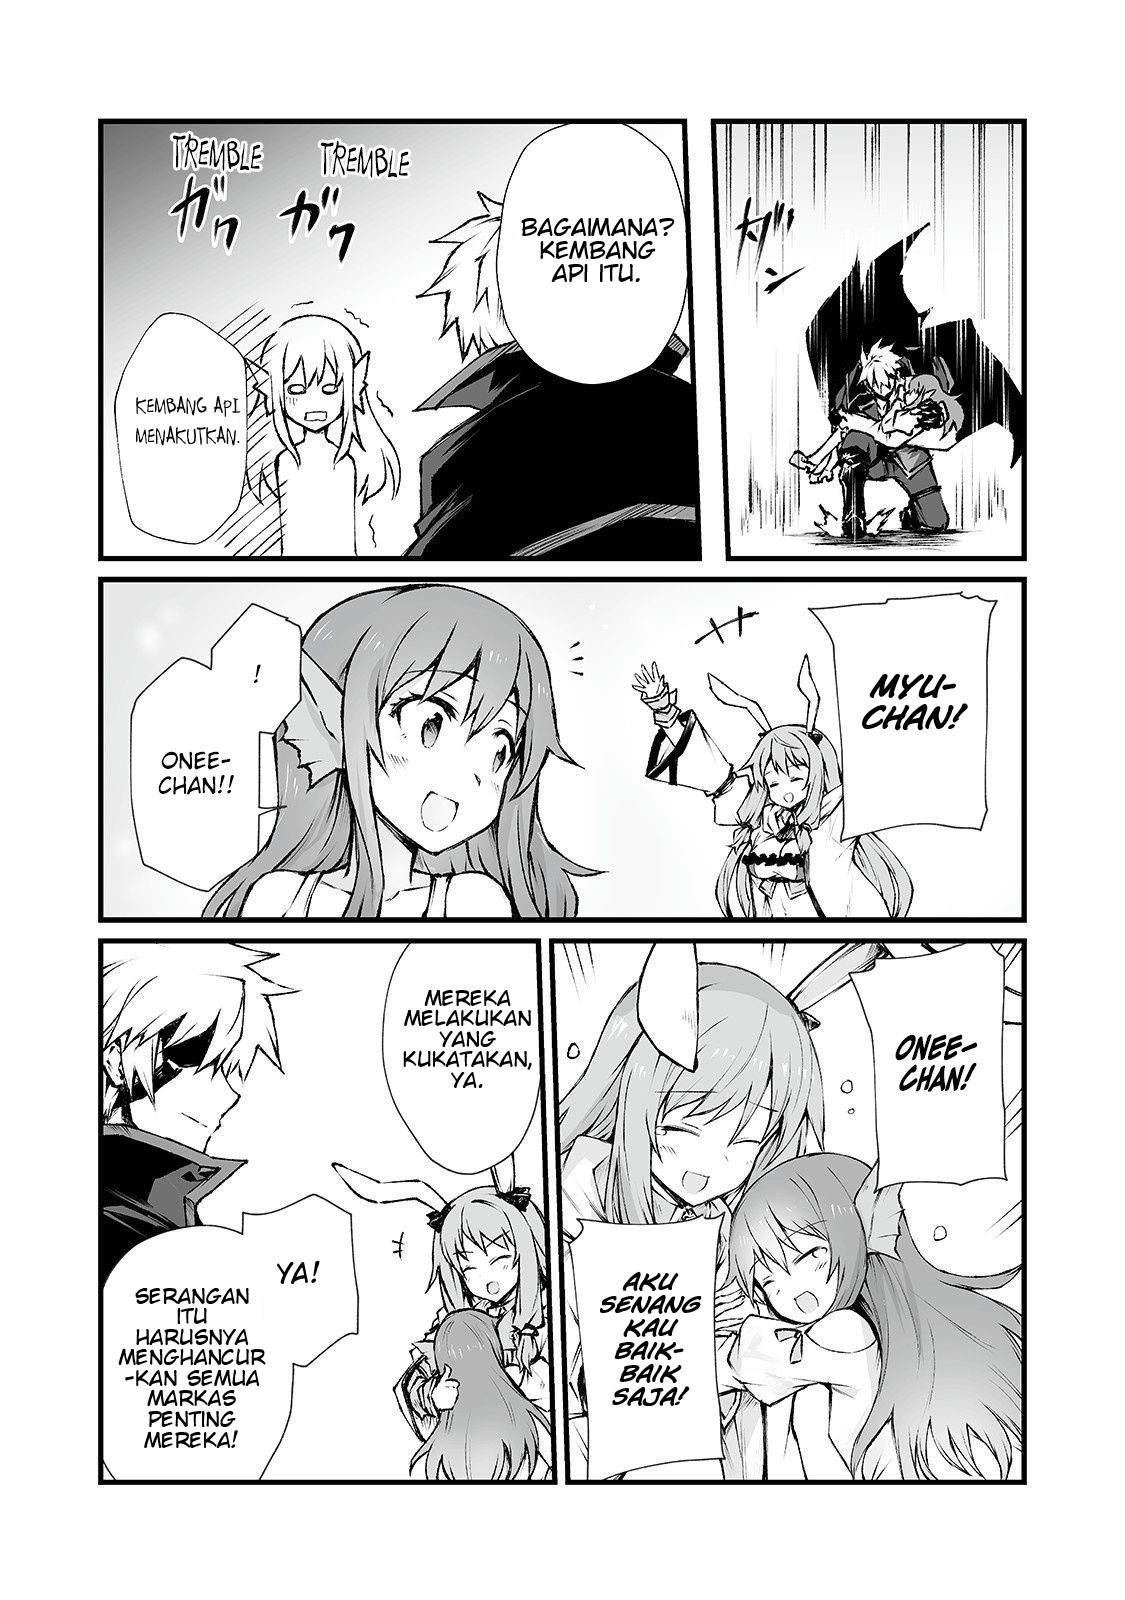 ガン
BAGAIMANA?
KEMBANG
API ITU.
TREMBLE
TREMBLE
ガク
ガク
KEMBANG API
MENAKUTKAN.
MYU-
CHAN!
!
ONEE-
CHAN!!
ONEE-
CHAN!
AKU
SENANG
KAU
BAIK-
BAIK
SAJA!
MEREKA
MELAKUKAN
YANG
KUKATAKAN,
YA.
YA!
SERANGAN
ITU
HARUSNYA
MENGHANCUR
-KAN SEMUA
MARKAS
PENTING
MEREKA!